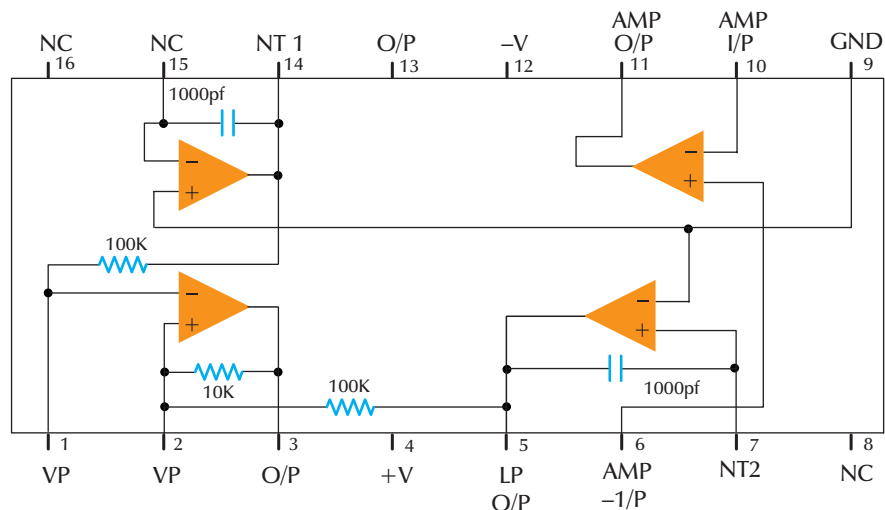 NC NC NT 1 O/P –V AMP O/P AMP I/P GND
16 15 14 13 12 11 10 9
1000pf
– –
+ +
100K
– –
+ +
10K 100K 1000pf
1 2 3 4 5 6 7 8
VP VP O/P +V LP O/P AMP –1/P NT2 NC